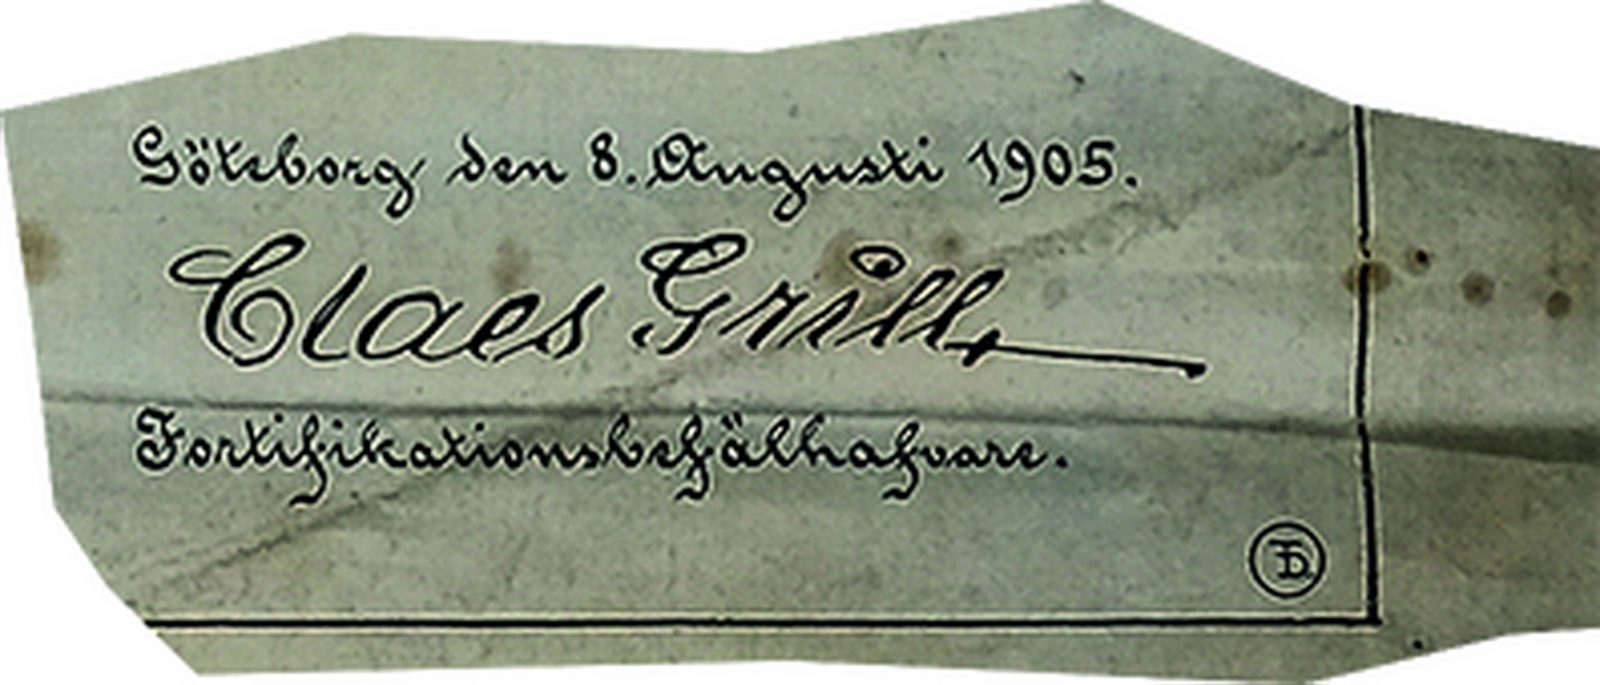 Göteborg den 8. Augusti 1905.
Claes Grill
Fortifikationsbefälhafvare.